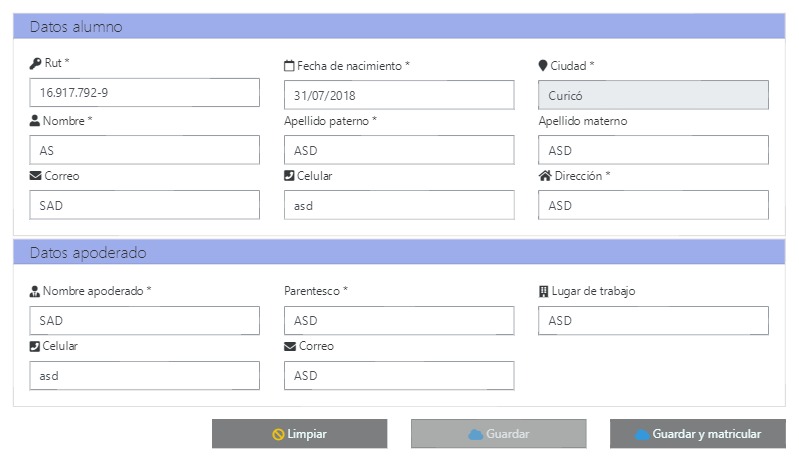 Datos alumno
Rut * Fecha de nacimiento * Ciudad *
16.917.792-9 31/07/2018 Curicó
Nombre * Apellido paterno * Apellido materno
AS ASD ASD
Correo Celular Dirección *
SAD asd ASD
Datos apoderado
Nombre apoderado * Parentesco * Lugar de trabajo
SAD ASD ASD
Celular Correo
asd ASD
Limpiar Guardar Guardar y matricular